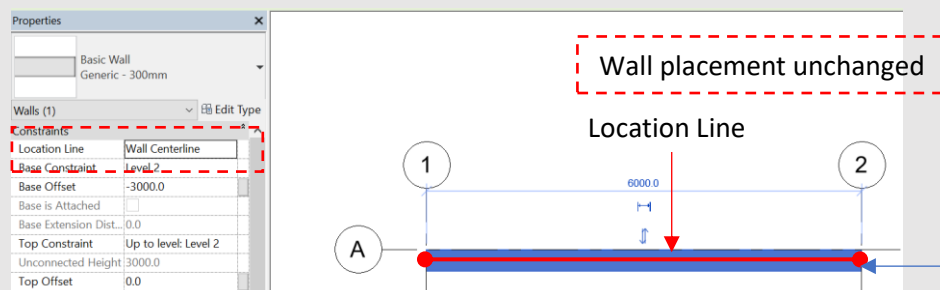 Properties ×
Basic Wall
Generic - 300mm
Walls (1) Edit Type
Constraints
Location Line Wall Centerline
Base Constraint Level 2
Base Offset -3000.0
Base is Attached
Base Extension Dist... 0.0
Top Constraint Up to level: Level 2
Unconnected Height 3000.0
Top Offset 0.0
Wall placement unchanged
Location Line
1
2
6000.0
A